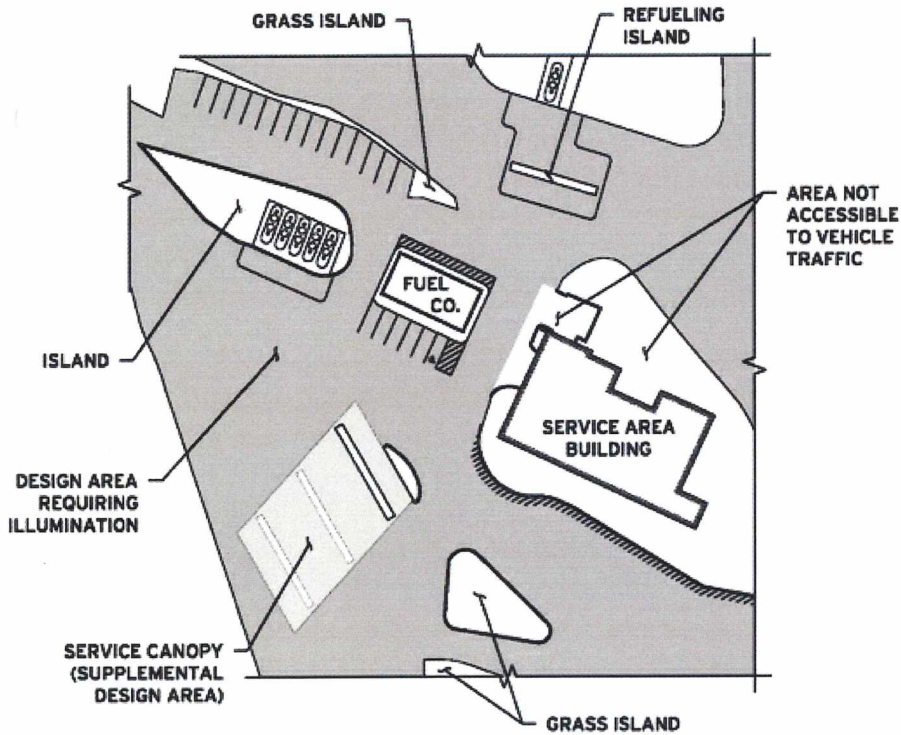 GRASS ISLAND
REFUELING
ISLAND
AREA NOT
ACCESSIBLE
TO VEHICLE
TRAFFIC
FUEL
CO.
ISLAND
SERVICE AREA
BUILDING
DESIGN AREA
REQUIRING
ILLUMINATION
SERVICE CANOPY
(SUPPLEMENTAL
DESIGN AREA)
GRASS ISLAND